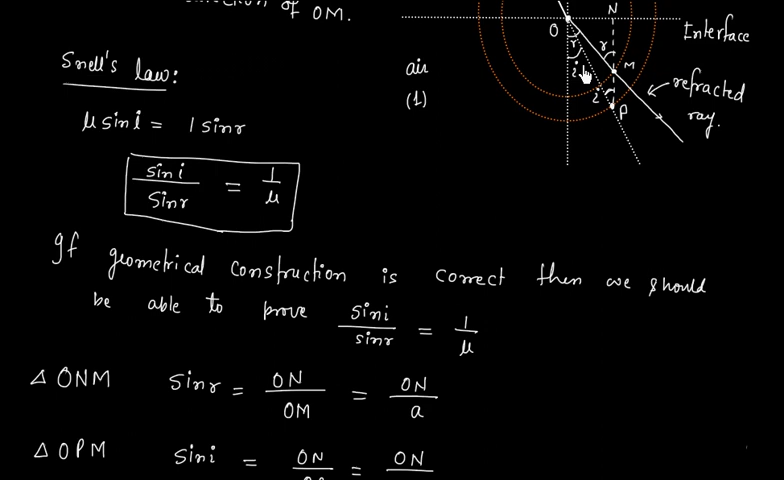 of OM.
N
O
Interface
Snell's law:
air
r
r
M
i
(1)
i
refracted
P
ray.
μ sin i = 1 sin r
sin i / sin r = 1 / μ
If geometrical construction is correct then we should
be able to prove sin i / sin r = 1 / μ
Δ ONM sin r = ON / OM = ON / a
Δ OPM sin i = ON = ON